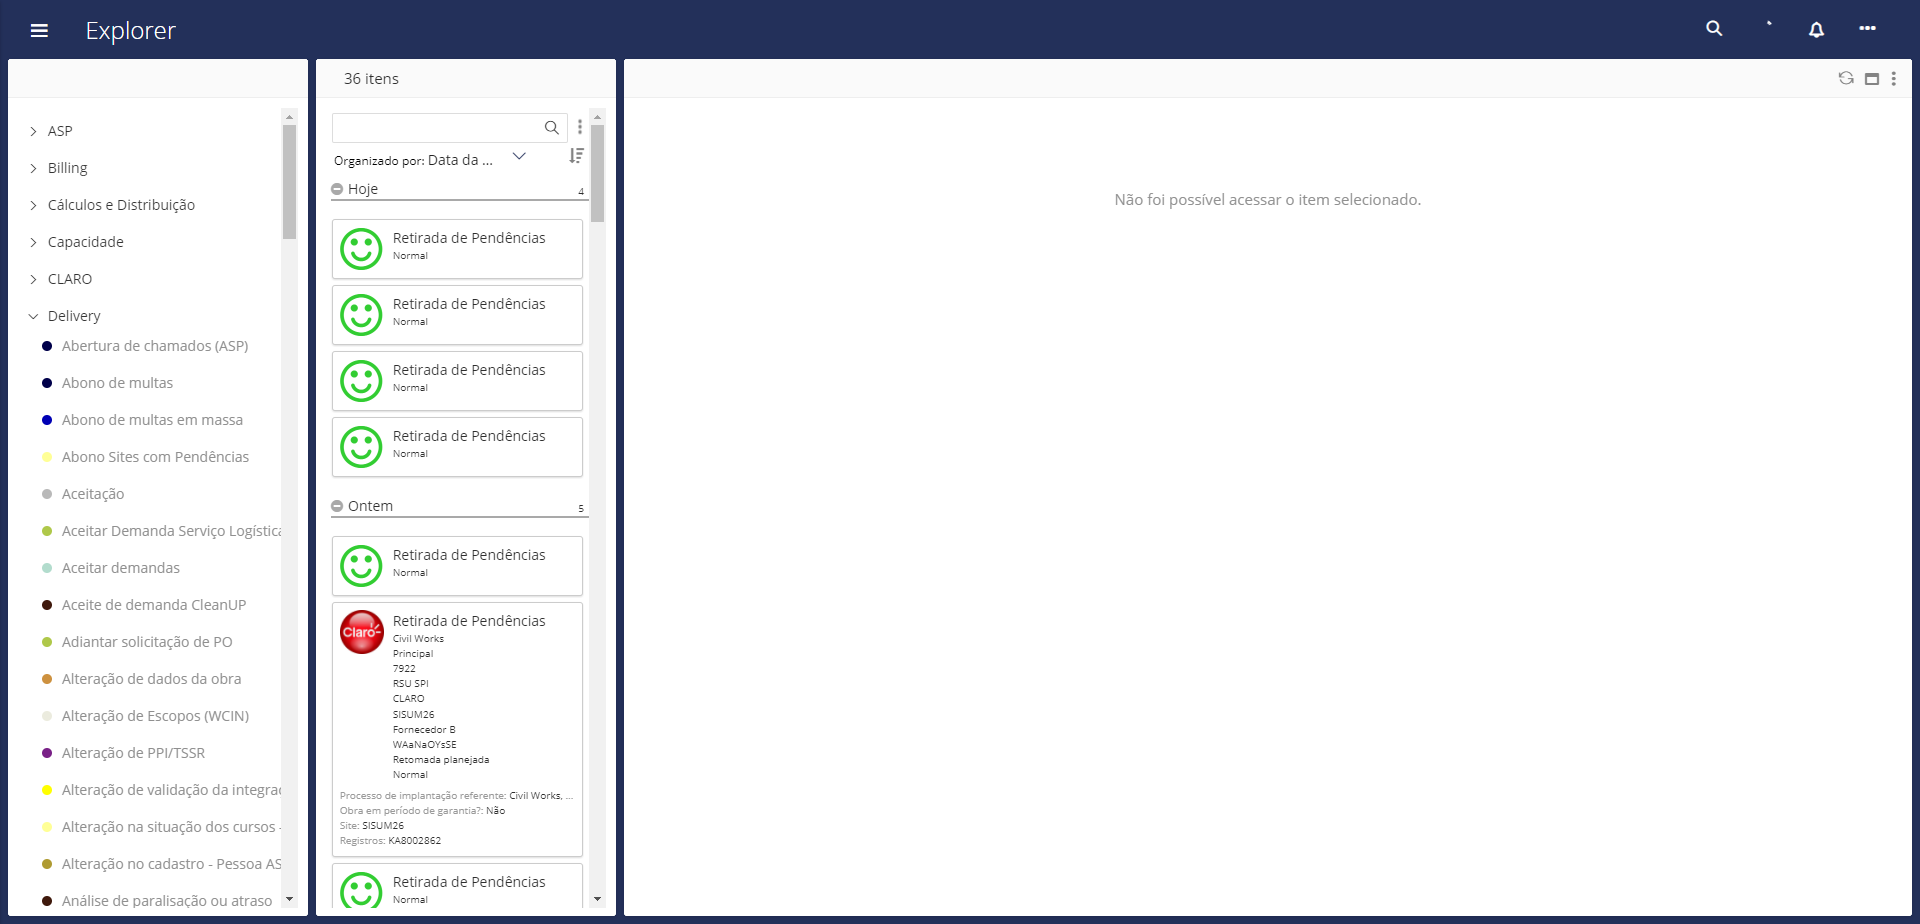 Explorer
ASP
Billing
Cálculos e Distribuição
Capacidade
CLARO
Delivery
Abertura de chamados (ASP)
Abono de multas
Abono de multas em massa
Abono Sites com Pendências
Aceitação
Aceitar Demanda Serviço Logística
Aceitar demandas
Aceite de demanda CleanUP
Adiantar solicitação de PO
Alteração de dados da obra
Alteração de Escopos (WCIN)
Alteração de PPI/TSSR
Alteração de validação da integrac
Alteração na situação dos cursos -
Alteração no cadastro - Pessoa AS
Análise de paralisação ou atraso
36 itens
Organizado por: Data da ...
Hoje 4
Retirada de Pendências
Normal
Retirada de Pendências
Normal
Retirada de Pendências
Normal
Retirada de Pendências
Normal
Ontem 5
Retirada de Pendências
Normal
Claro
Retirada de Pendências
Civil Works
Principal
7922
RSU SPI
CLARO
SISUM26
Fornecedor B
WAaNaOYsSE
Retomada planejada
Normal
Processo de implantação referente: Civil Works, ...
Obra em período de garantia?: Não
Site: SISUM26
Registros: KA8002862
Retirada de Pendências
Normal
Não foi possível acessar o item selecionado.